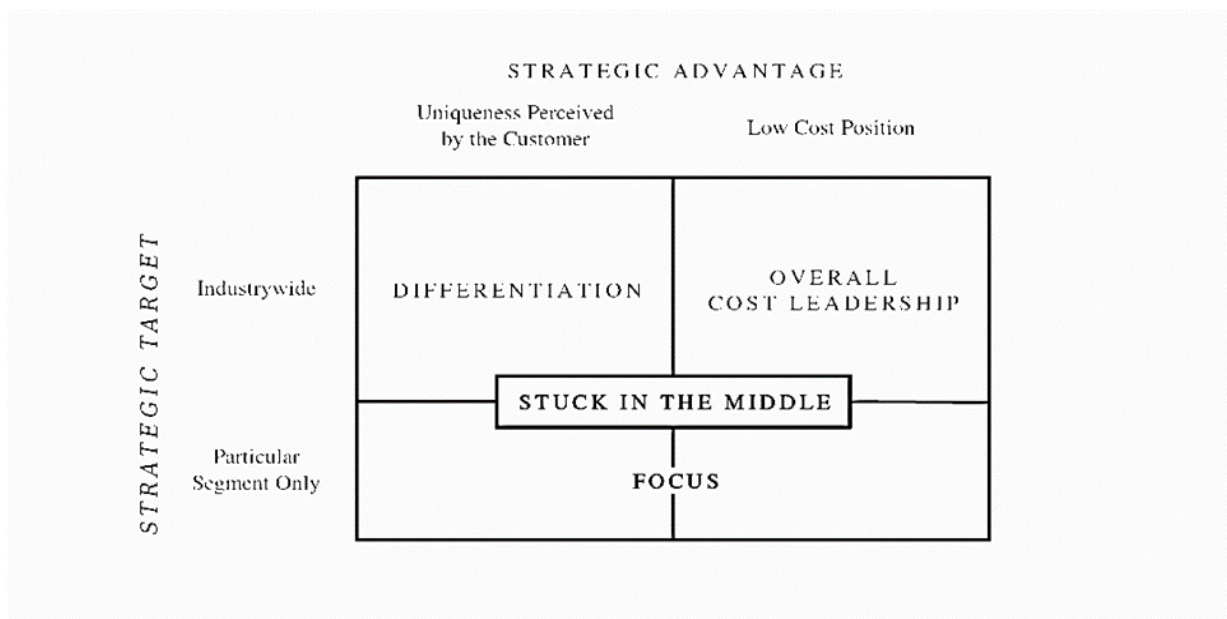 STRATEGIC ADVANTAGE
Uniqueness Perceived
by the Customer
Low Cost Position
STRATEGIC TARGET
Industrywide
DIFFERENTIATION
OVERALL
COST LEADERSHIP
STUCK IN THE MIDDLE
Particular
Segment Only
FOCUS